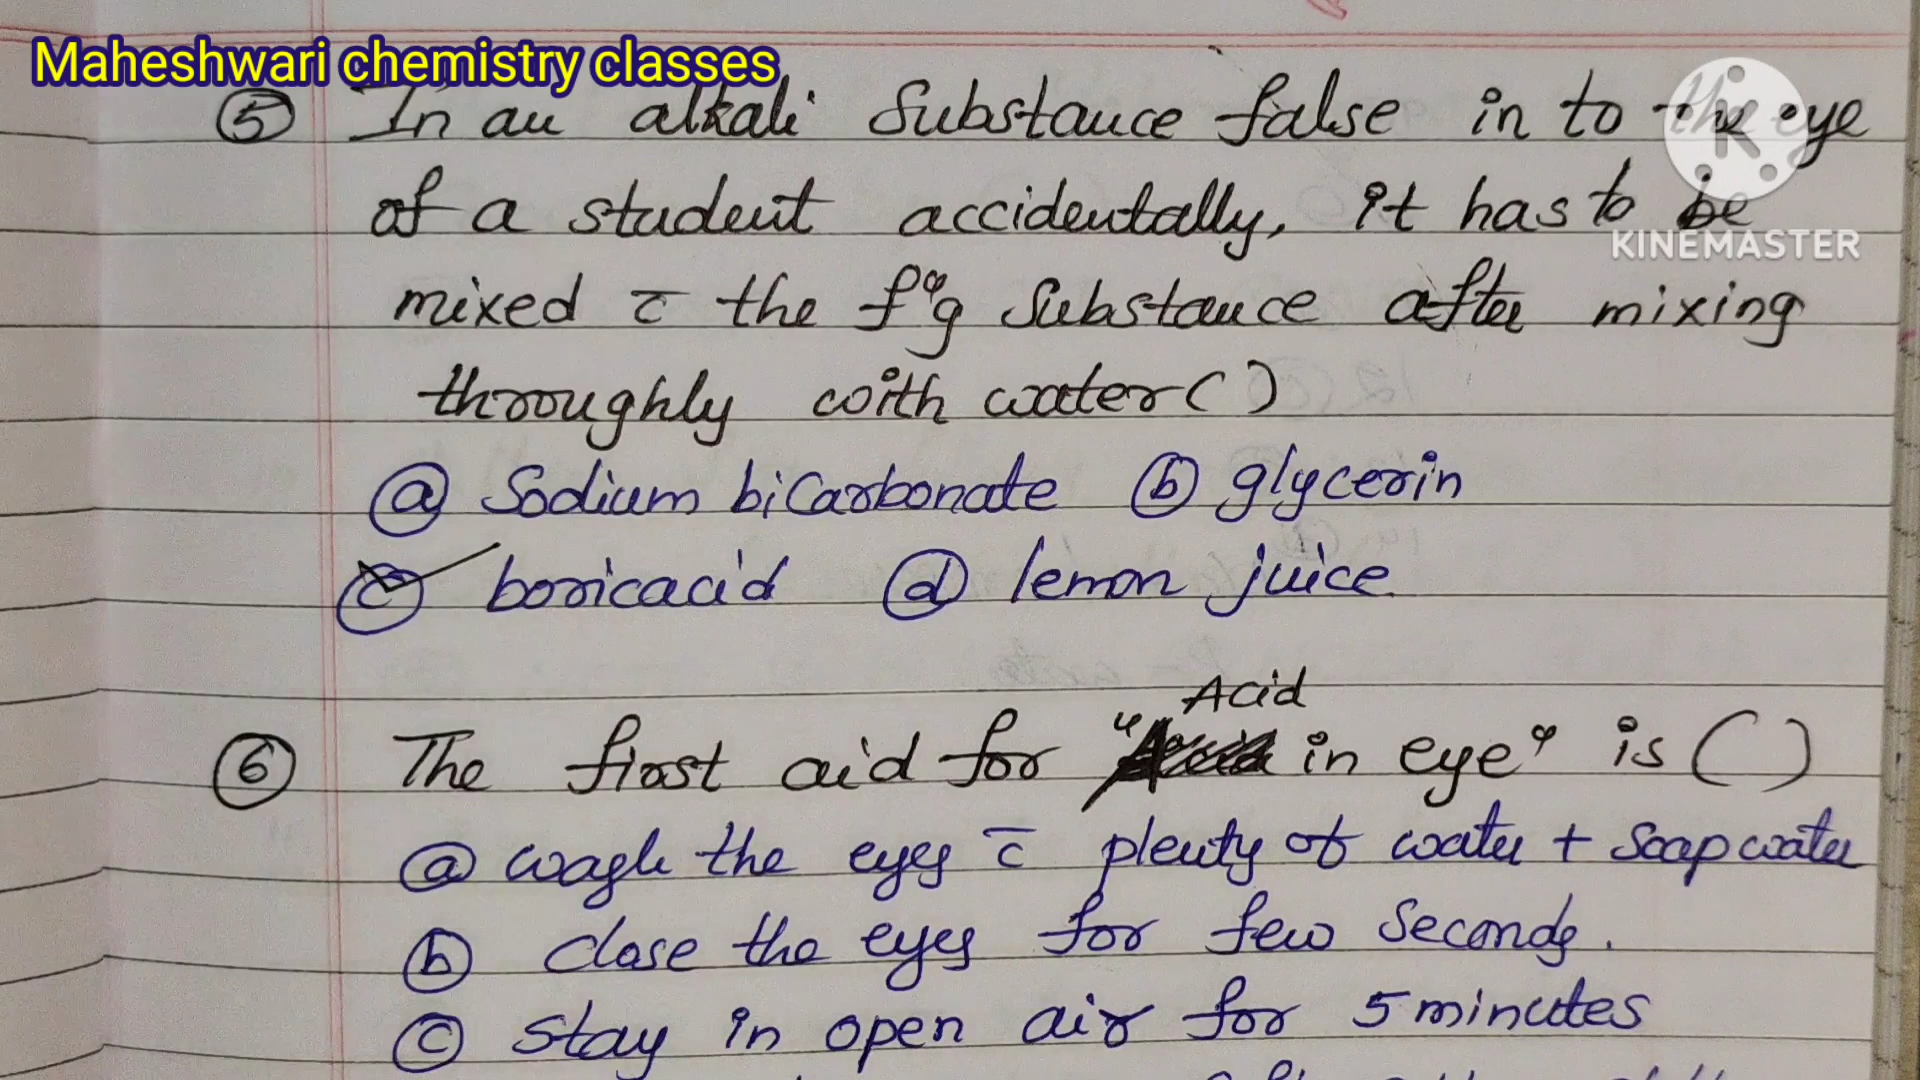 Maheshwari chemistry classes
⑤ In an alkali Substance false in to the eye
of a student accidentally, it has to be
KINEMASTER
mixed c̄ the f°g Substance after mixing
throroughly with water ( )
ⓐ Sodium bicarbonate ⓑ glycerin
ⓒ boricacid ⓓ lemon juice
Acid
⑥ The first aid for " in eye" is ( )
ⓐ the eyes c̄ plenty of water + Soap water
ⓑ close the eyes for few Seconds.
ⓒ stay in open air for 5 minutes